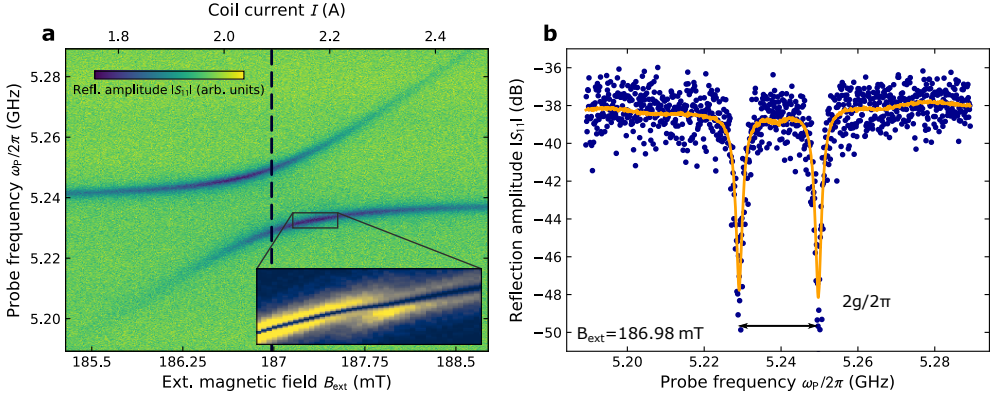 Coil current I (A)
a
1.8 2.0 2.2 2.4
Refl. amplitude |S₁₁| (arb. units)
Probe frequency ωₚ/2π (GHz)
5.28
5.26
5.24
5.22
5.20
185.5 186.25 187 187.75 188.5
Ext. magnetic field Bₑₓₜ (mT)
b
Reflection amplitude |S₁₁| (dB)
−36
−38
−40
−42
−44
−46
−48
−50
2g/2π
Bₑₓₜ=186.98 mT
5.20 5.22 5.24 5.26 5.28
Probe frequency ωₚ/2π (GHz)